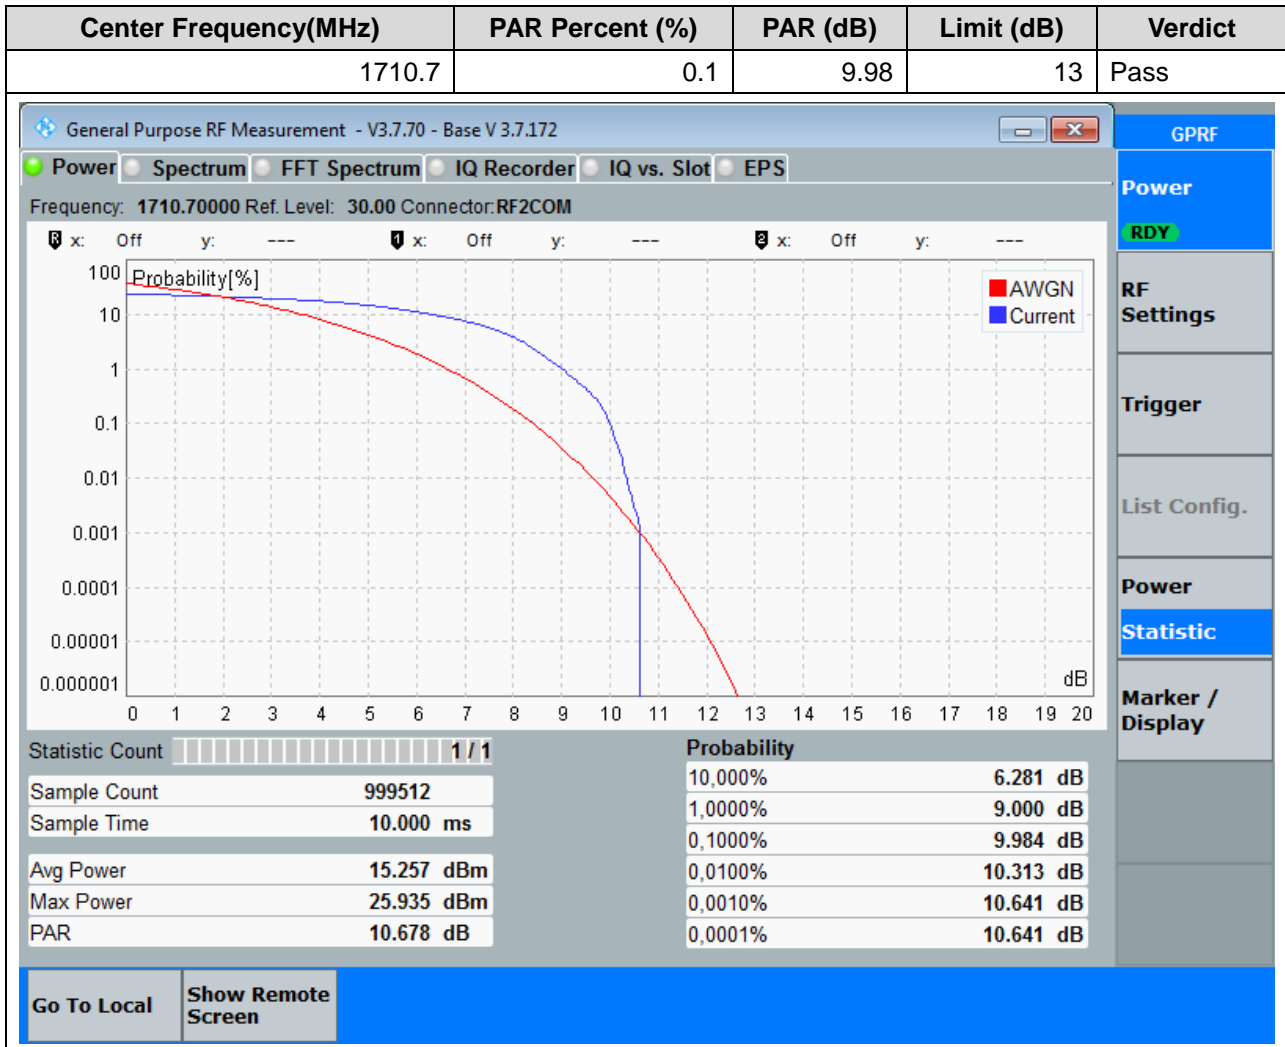 Center Frequency(MHz) PAR Percent (%) PAR (dB) Limit (dB) Verdict
1710.7 0.1 9.98 13 Pass
General Purpose RF Measurement - V3.7.70 - Base V 3.7.172
GPRF
Power Spectrum FFT Spectrum IQ Recorder IQ vs. Slot EPS
Frequency: 1710.70000 Ref. Level: 30.00 Connector: RF2COM
R x: Off y: --- 1 x: Off y: --- 2 x: Off y: ---
Probability[%]
AWGN
Current
100
10
1
0.1
0.01
0.001
0.0001
0.00001
0.000001
dB
0 1 2 3 4 5 6 7 8 9 10 11 12 13 14 15 16 17 18 19 20
Statistic Count 1 / 1
Sample Count 999512
Sample Time 10.000 ms
Avg Power 15.257 dBm
Max Power 25.935 dBm
PAR 10.678 dB
Probability
10,000% 6.281 dB
1,0000% 9.000 dB
0,1000% 9.984 dB
0,0100% 10.313 dB
0,0010% 10.641 dB
0,0001% 10.641 dB
Power
RDY
RF
Settings
Trigger
List Config.
Power
Statistic
Marker /
Display
Go To Local
Show Remote
Screen